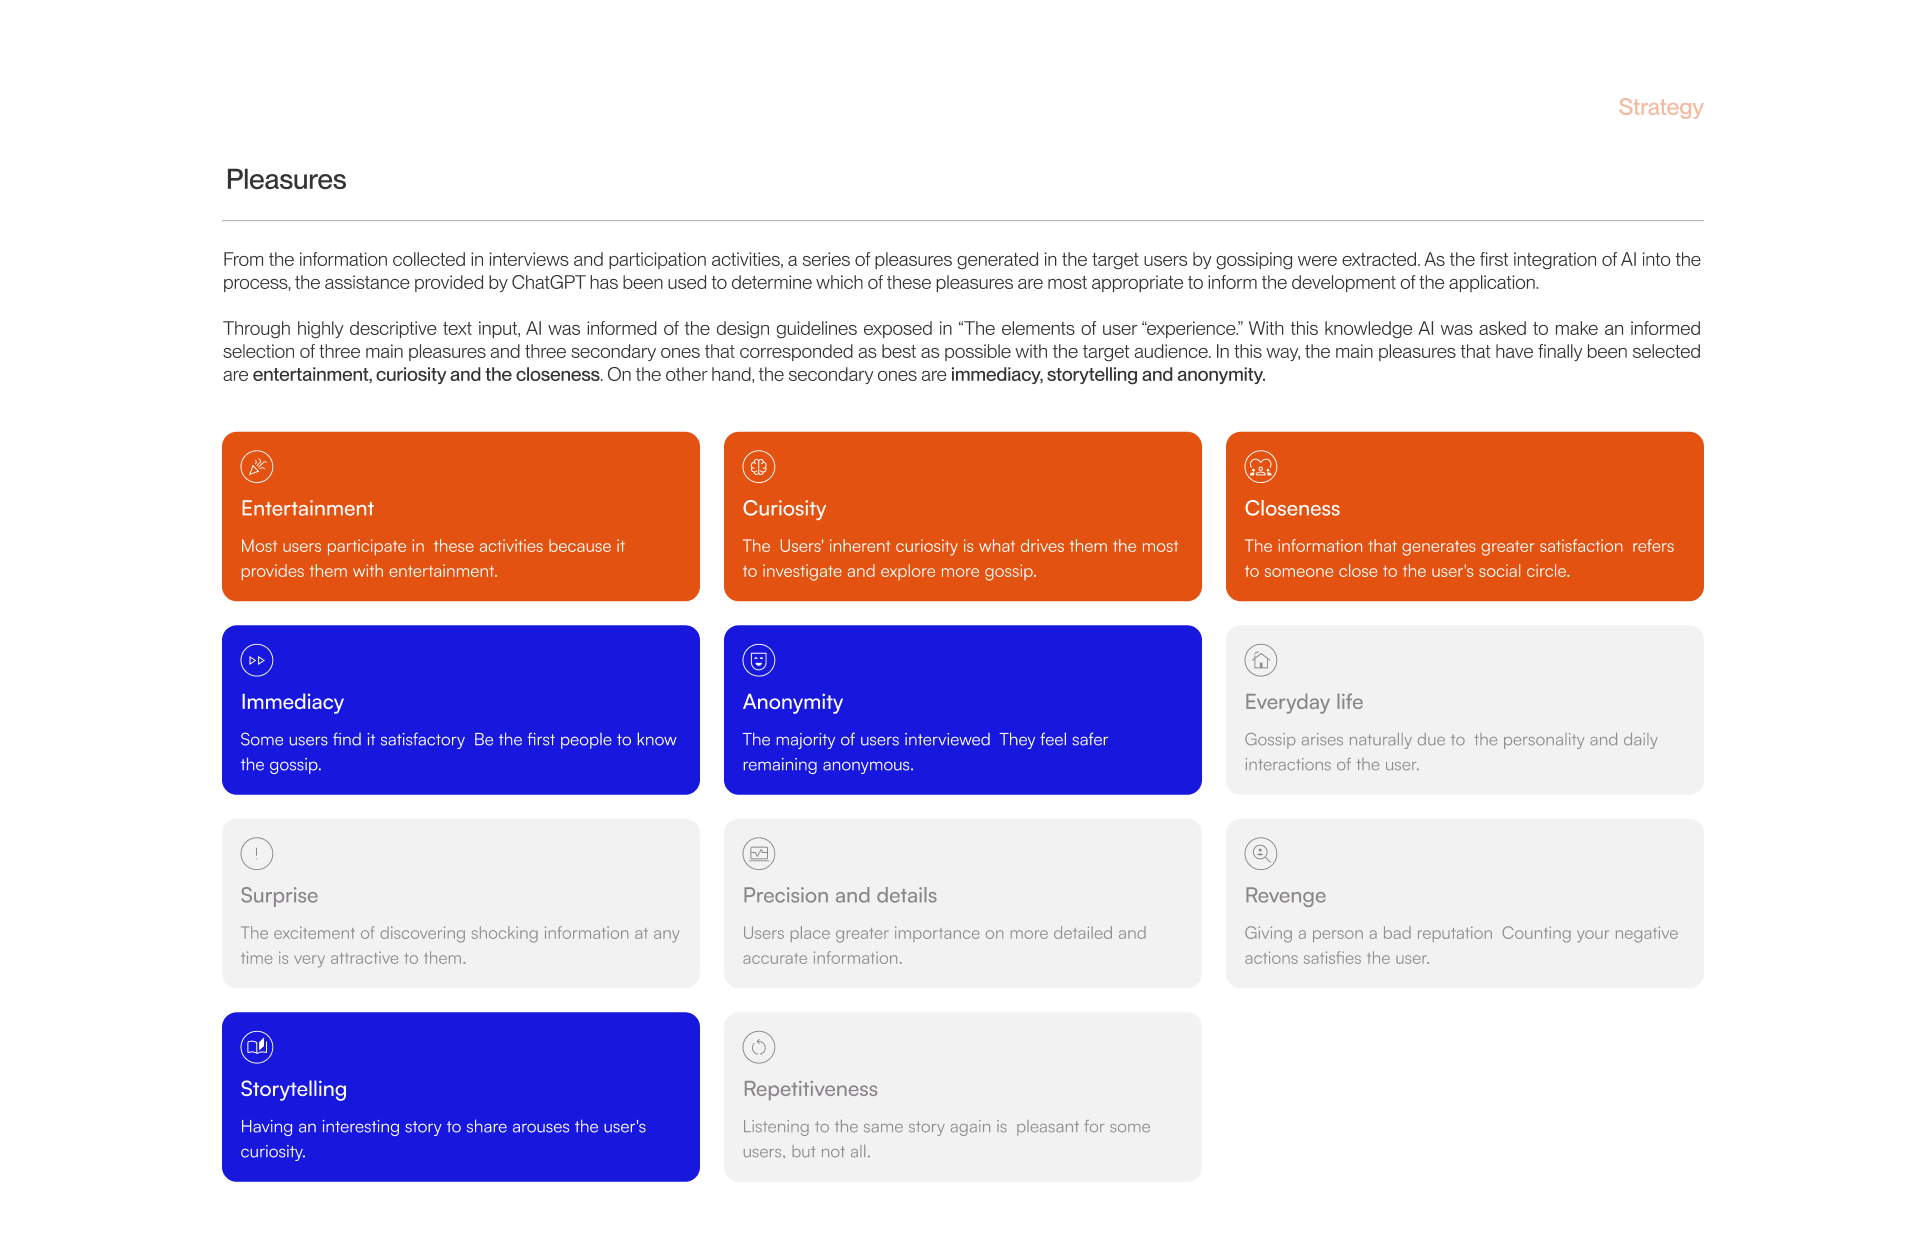 Strategy
Pleasures
From the information collected in interviews and participation activities, a series of pleasures generated in the target users by gossiping were extracted. As the first integration of AI into the
process, the assistance provided by ChatGPT has been used to determine which of these pleasures are most appropriate to inform the development of the application.
Through highly descriptive text input, AI was informed of the design guidelines exposed in “The elements of user “experience.” With this knowledge AI was asked to make an informed
selection of three main pleasures and three secondary ones that corresponded as best as possible with the target audience. In this way, the main pleasures that have finally been selected
are entertainment, curiosity and the closeness. On the other hand, the secondary ones are immediacy, storytelling and anonymity.
Entertainment
Most users participate in  these activities because it
provides them with entertainment.
Curiosity
The  Users' inherent curiosity is what drives them the most
to investigate and explore more gossip.
Closeness
The information that generates greater satisfaction  refers
to someone close to the user's social circle.
Immediacy
Some users find it satisfactory  Be the first people to know
the gossip.
Anonymity
The majority of users interviewed  They feel safer
remaining anonymous.
Everyday life
Gossip arises naturally due to  the personality and daily
interactions of the user.
Surprise
The excitement of discovering shocking information at any
time is very attractive to them.
Precision and details
Users place greater importance on more detailed and
accurate information.
Revenge
Giving a person a bad reputation  Counting your negative
actions satisfies the user.
Storytelling
Having an interesting story to share arouses the user's
curiosity.
Repetitiveness
Listening to the same story again is  pleasant for some
users, but not all.